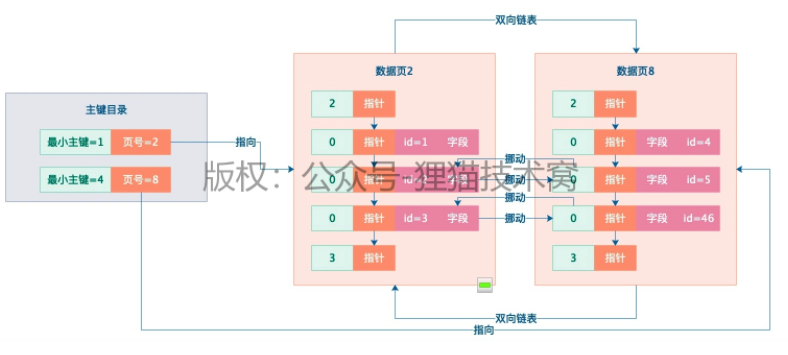 双向链表
数据页2
数据页8
主键目录
2 指针
2 指针
最小主键=1 页号=2
指向
0 指针 id=1 字段
0 指针 字段 id=4
挪动
最小主键=4 页号=8
0 指针
挪动
0 指针 字段 id=5
版权：公众号 狸猫技术窝
挪动
0 指针 id=3 字段
挪动
0 指针 字段 id=46
3 指针
3 指针
双向链表
指向